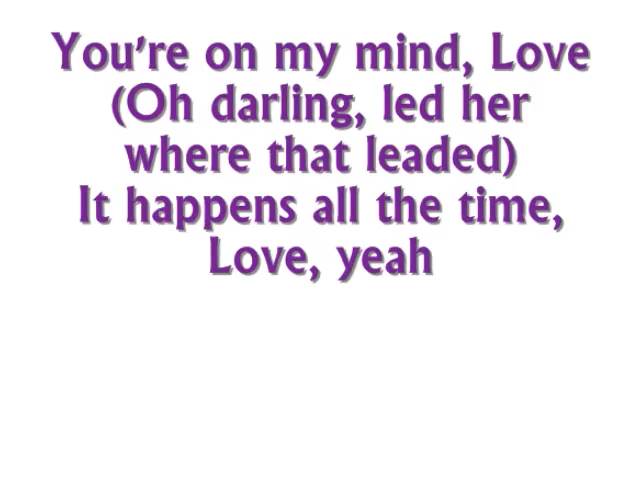 You're on my mind, Love
(Oh darling, led her
where that leaded)
It happens all the time,
Love, yeah